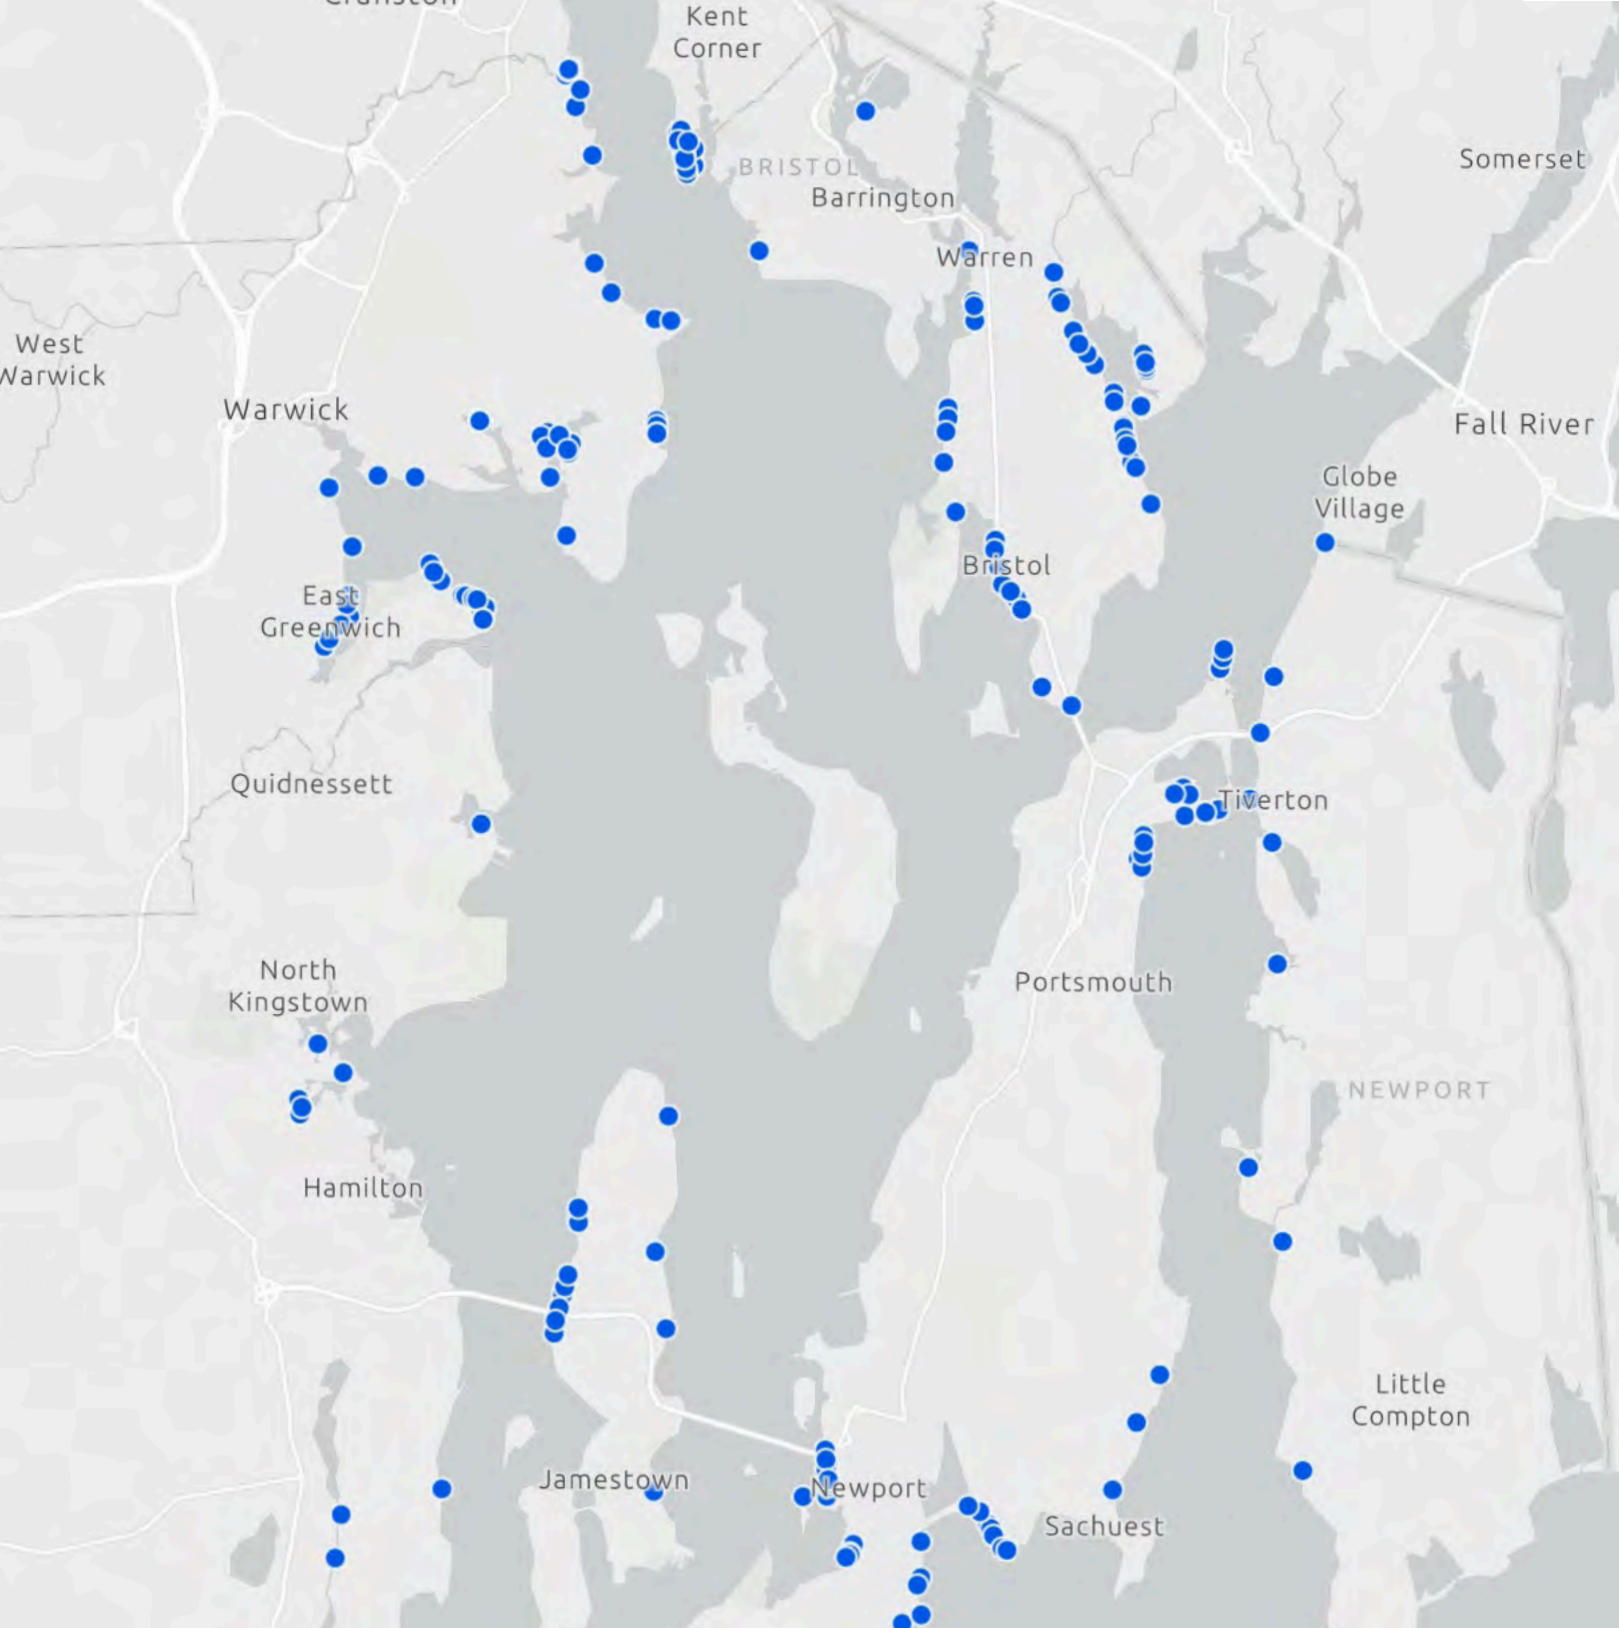 Cranston
Kent
Corner
Somerset
BRISTOL
Barrington
Warren
West
Warwick
Warwick
Fall River
Globe
Village
Bristol
East
Greenwich
Quidnessett
Tiverton
North
Kingstown
Portsmouth
NEWPORT
Hamilton
Little
Compton
Jamestown
Newport
Sachuest